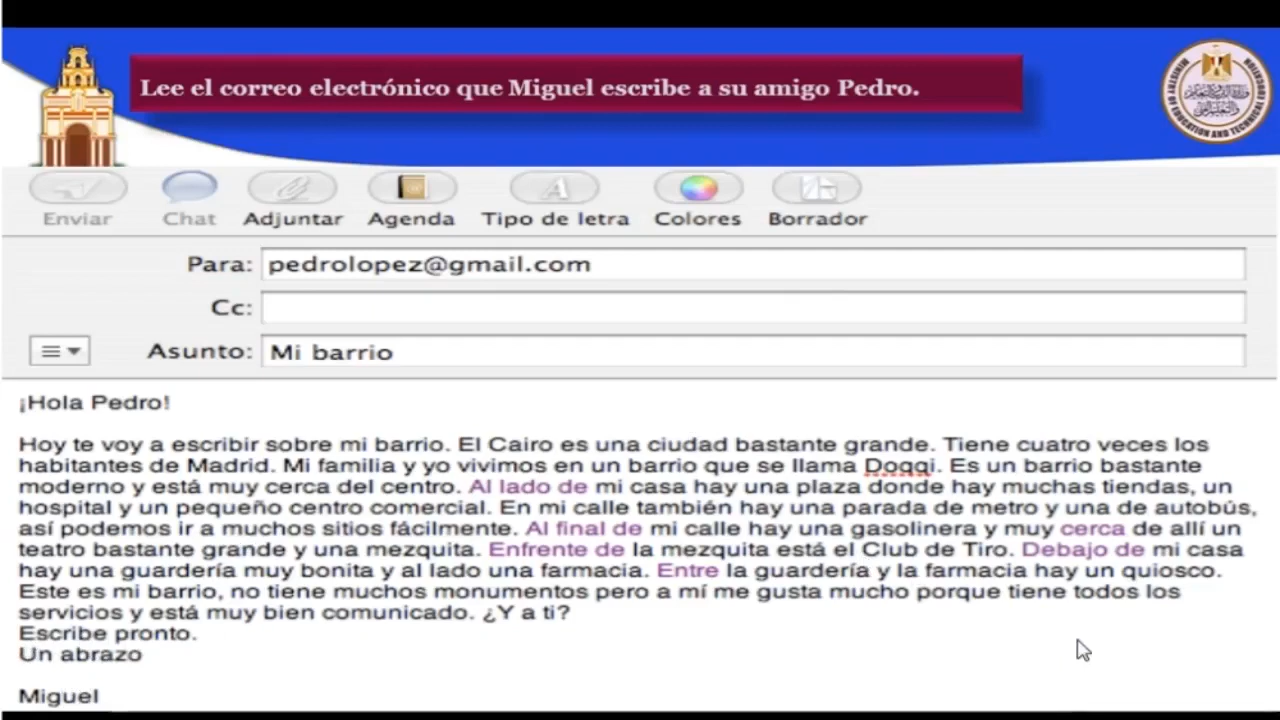 Lee el correo electrónico que Miguel escribe a su amigo Pedro.
MINISTRY OF EDUCATION AND TECHNICAL EDUCATION
Enviar Chat Adjuntar Agenda Tipo de letra Colores Borrador
Para: pedrolopez@gmail.com
Cc:
Asunto: Mi barrio
¡Hola Pedro!
Hoy te voy a escribir sobre mi barrio. El Cairo es una ciudad bastante grande. Tiene cuatro veces los
habitantes de Madrid. Mi familia y yo vivimos en un barrio que se llama Doqqi. Es un barrio bastante
moderno y está muy cerca del centro. Al lado de mi casa hay una plaza donde hay muchas tiendas, un
hospital y un pequeño centro comercial. En mi calle también hay una parada de metro y una de autobús,
así podemos ir a muchos sitios fácilmente. Al final de mi calle hay una gasolinera y muy cerca de allí un
teatro bastante grande y una mezquita. Enfrente de la mezquita está el Club de Tiro. Debajo de mi casa
hay una guardería muy bonita y al lado una farmacia. Entre la guardería y la farmacia hay un quiosco.
Este es mi barrio, no tiene muchos monumentos pero a mí me gusta mucho porque tiene todos los
servicios y está muy bien comunicado. ¿Y a ti?
Escribe pronto.
Un abrazo
Miguel